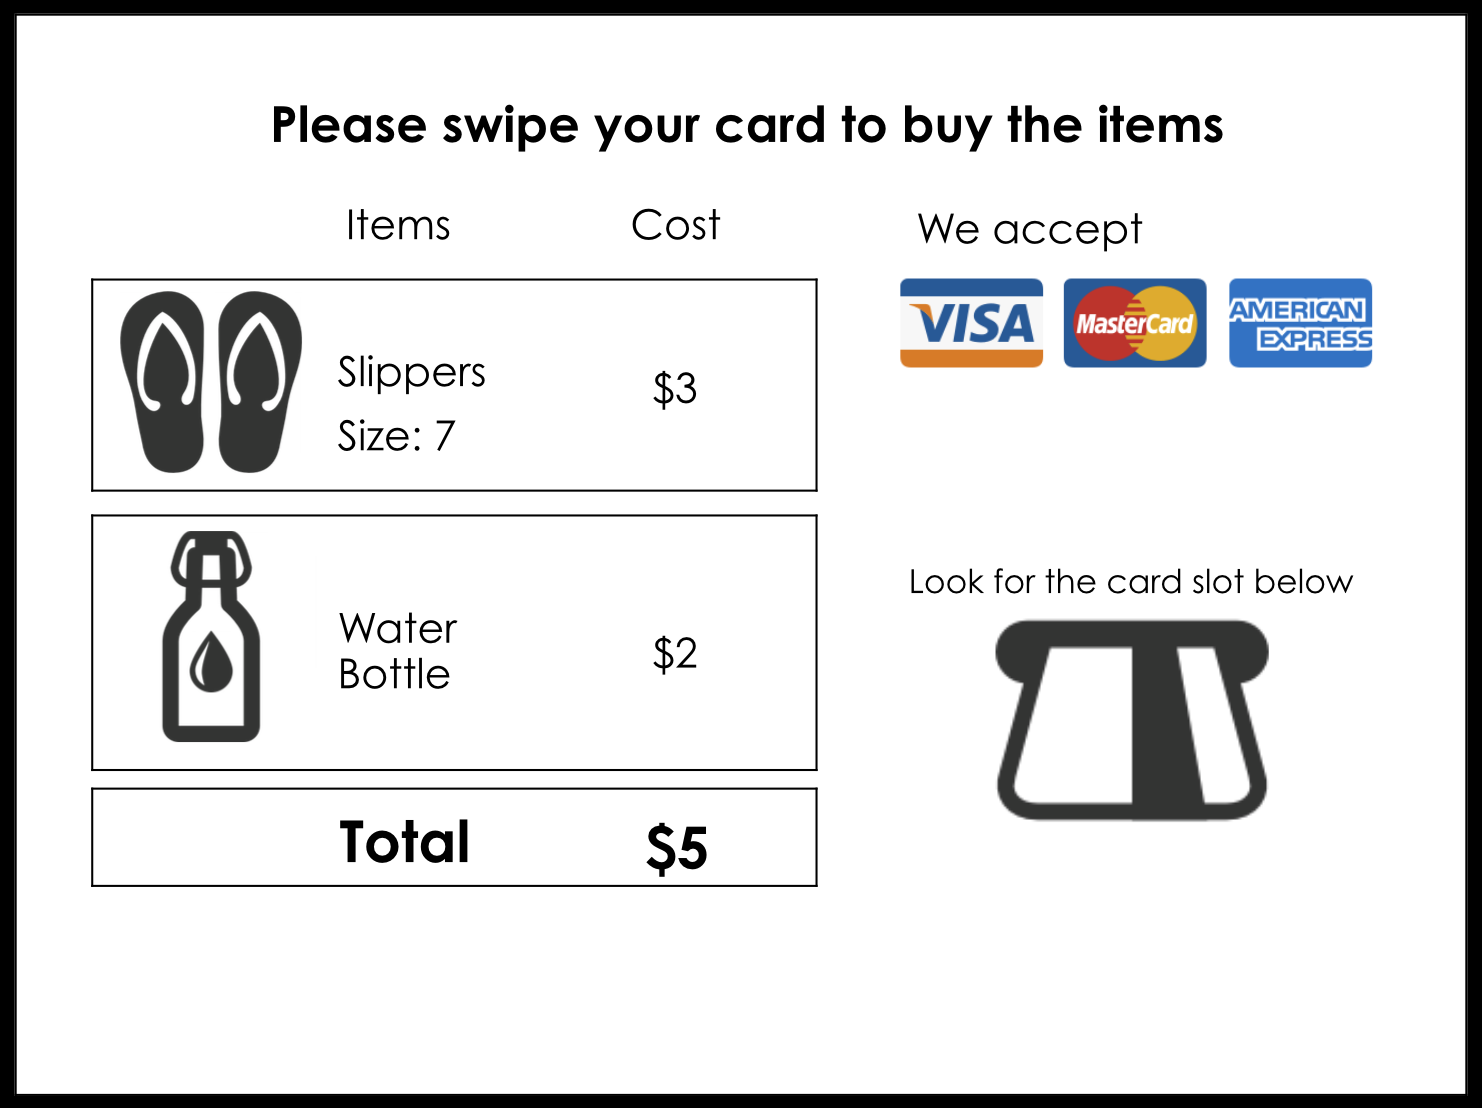 Please swipe your card to buy the items
Items Cost
Slippers
Size: 7
$3
Water
Bottle
$2
Total $5
We accept
VISA MasterCard AMERICAN
EXPRESS
Look for the card slot below